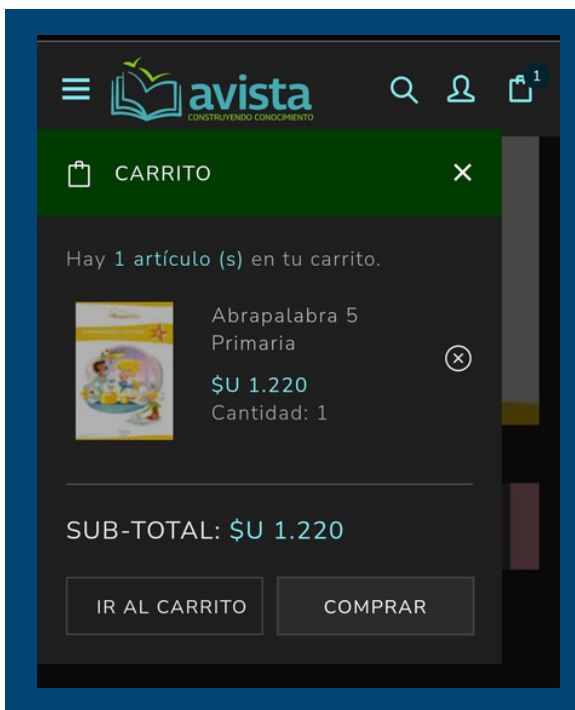 avista
CONSTRUYENDO CONOCIMIENTO
1
CARRITO
Hay 1 artículo (s) en tu carrito.
Abrapalabra 5
Primaria
$U 1.220
Cantidad: 1
SUB-TOTAL: $U 1.220
IR AL CARRITO
COMPRAR